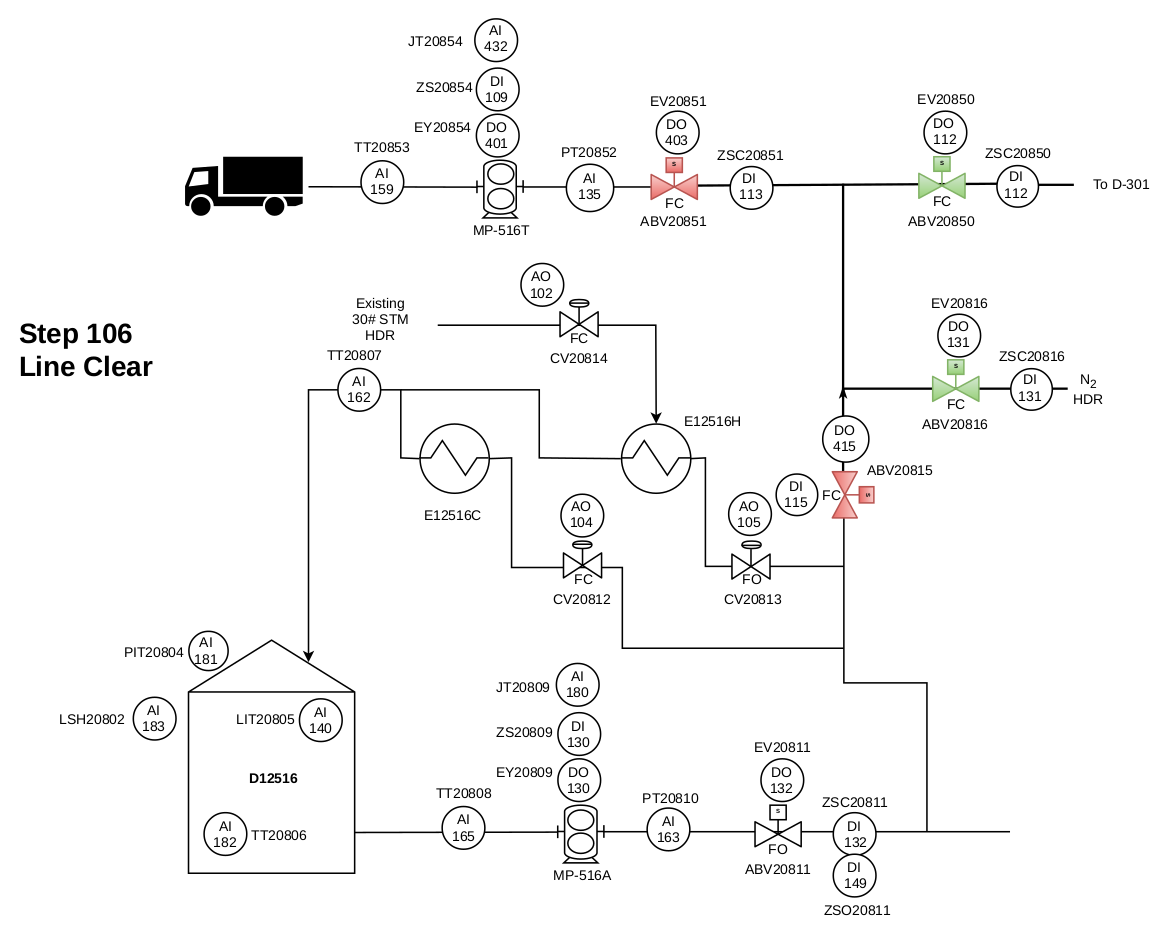 AI
JT20854
432
DI
ZS20854
109
EY20854
DO
401
TT20853
AI
159
MP-516T
PT20852
AI
135
EV20851
DO
403
S
FC
ABV20851
ZSC20851
DI
113
EV20850
DO
112
S
FC
ABV20850
ZSC20850
DI
112
To D-301
Step 106
Line Clear
AO
102
Existing
30# STM
HDR
FC
CV20814
EV20816
DO
131
S
FC
ABV20816
ZSC20816
DI
131
N2
HDR
TT20807
AI
162
E12516C
E12516H
DO
415
ABV20815
DI
115
FC
S
AO
104
FC
CV20812
AO
105
FO
CV20813
PIT20804
AI
181
LSH20802
AI
183
LIT20805
AI
140
D12516
AI
182
TT20806
JT20809
AI
180
ZS20809
DI
130
EY20809
DO
130
TT20808
AI
165
MP-516A
PT20810
AI
163
EV20811
DO
132
S
FO
ABV20811
ZSC20811
DI
132
DI
149
ZSO20811